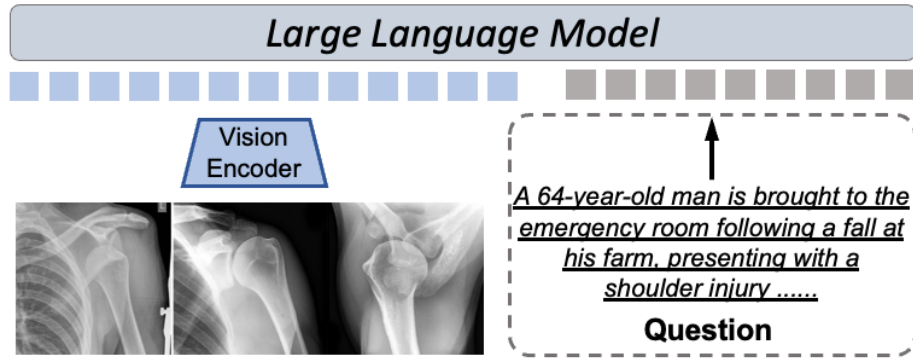 Large Language Model
Vision
Encoder
A 64-year-old man is brought to the
emergency room following a fall at
his farm, presenting with a
shoulder injury ......
Question